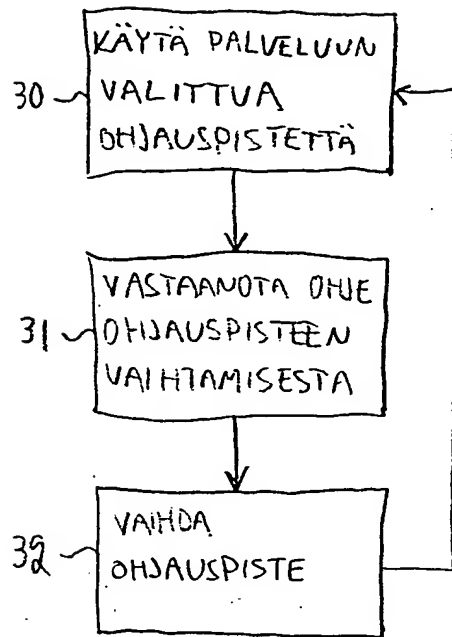 KÄYTÄ PALVELUUN
30 VALITTUA
OHJAUSPISTETTÄ
VASTAANOTA OHJE
31 OHJAUSPISTEEN
VAIHTAMISESTA
VAIHDA
32 OHJAUSPISTE